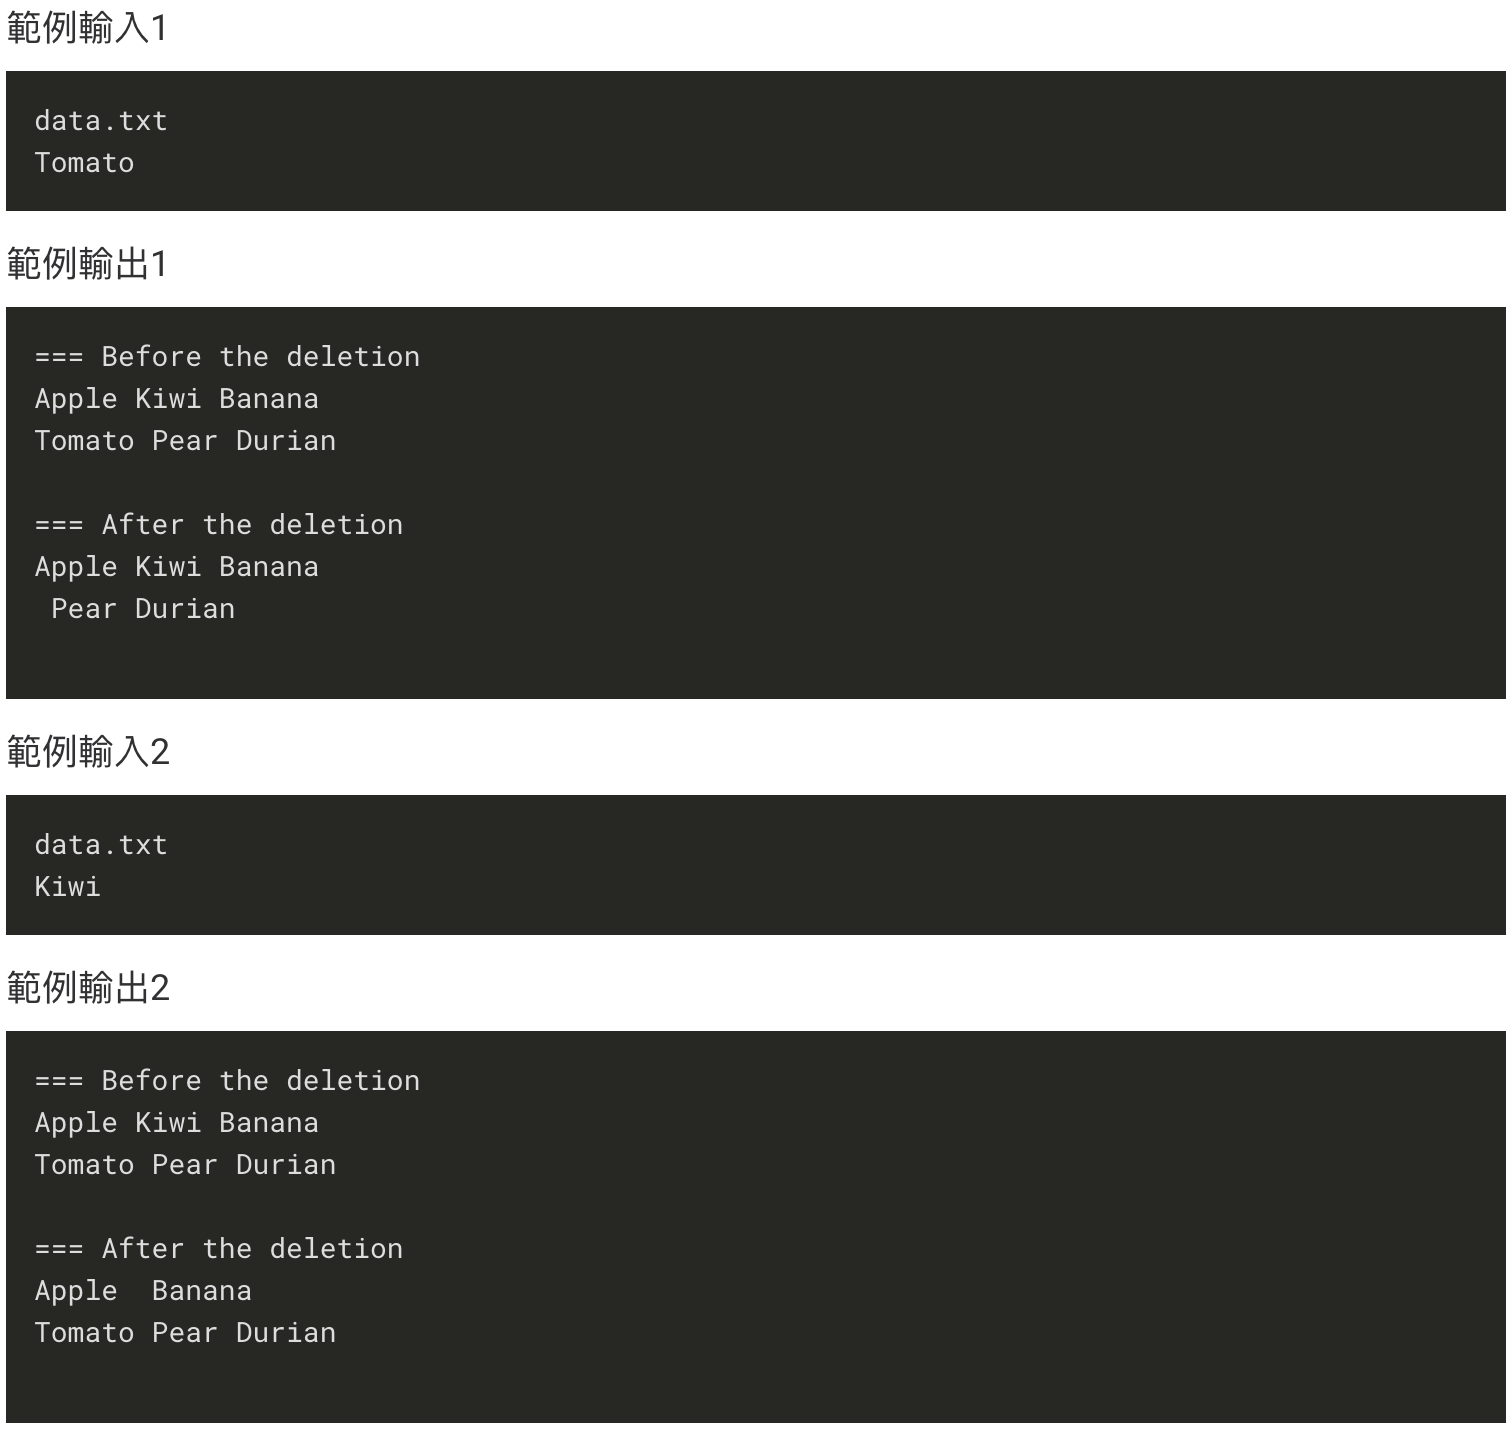 範例輸入1
data.txt
Tomato
範例輸出1
=== Before the deletion
Apple Kiwi Banana
Tomato Pear Durian

=== After the deletion
Apple Kiwi Banana
 Pear Durian
範例輸入2
data.txt
Kiwi
範例輸出2
=== Before the deletion
Apple Kiwi Banana
Tomato Pear Durian

=== After the deletion
Apple  Banana
Tomato Pear Durian